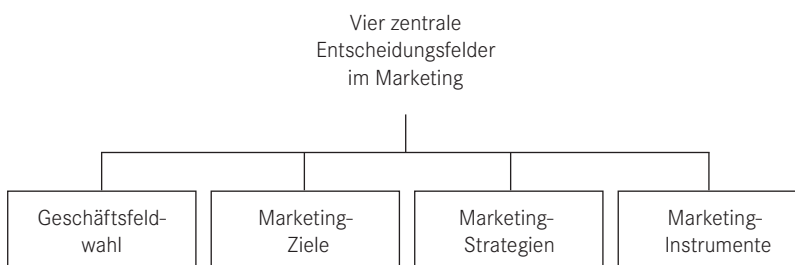 Vier zentrale
Entscheidungsfelder
im Marketing
Geschäftsfeld-
wahl
Marketing-
Ziele
Marketing-
Strategien
Marketing-
Instrumente